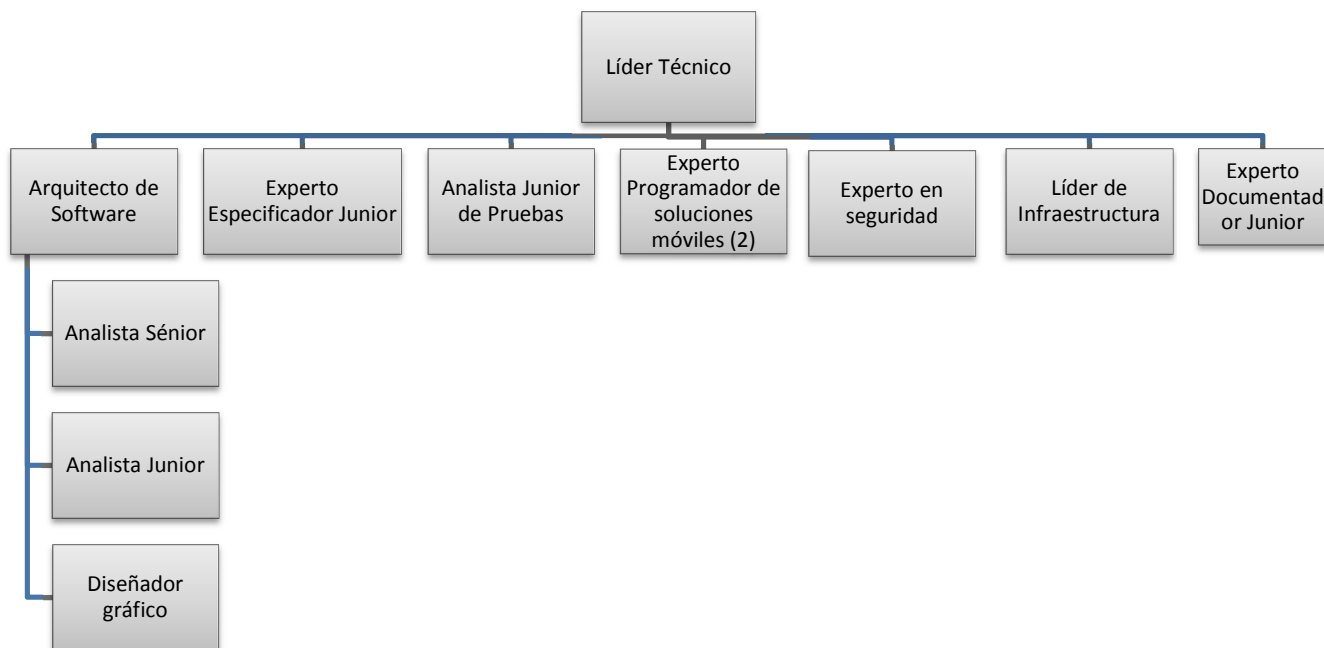 Líder Técnico
Arquitecto de
Software
Experto
Especificador Junior
Analista Junior
de Pruebas
Experto
Programador de
soluciones
móviles (2)
Experto en
seguridad
Líder de
Infraestructura
Experto
Documentad
or Junior
Analista Sénior
Analista Junior
Diseñador
gráfico